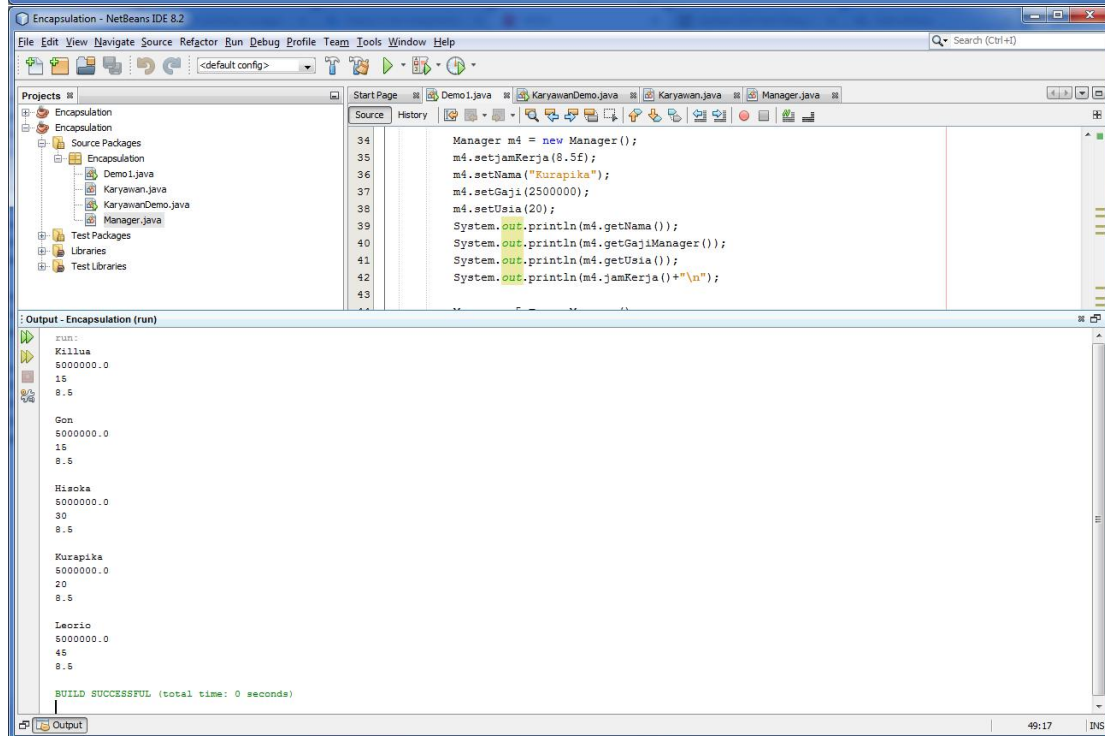 Encapsulation - NetBeans IDE 8.2
File Edit View Navigate Source Refactor Run Debug Profile Team Tools Window Help
Search (Ctrl+I)
<default config>
Projects
Encapsulation
Encapsulation
Source Packages
Encapsulation
Demo1.java
Karyawan.java
KaryawanDemo.java
Manager.java
Test Packages
Libraries
Test Libraries
Start Page Demo1.java KaryawanDemo.java Karyawan.java Manager.java
Source History
34 Manager m4 = new Manager();
35 m4.setjamKerja(8.5f);
36 m4.setNama("Kurapika");
37 m4.setGaji(2500000);
38 m4.setUsia(20);
39 System.out.println(m4.getNama());
40 System.out.println(m4.getGajiManager());
41 System.out.println(m4.getUsia());
42 System.out.println(m4.jamKerja()+"\n");
43
Output - Encapsulation (run)
run:
Killua
5000000.0
15
8.5
Gon
5000000.0
15
8.5
Hisoka
5000000.0
30
8.5
Kurapika
5000000.0
20
8.5
Leorio
5000000.0
45
8.5
BUILD SUCCESSFUL (total time: 0 seconds)
Output
49:17 INS